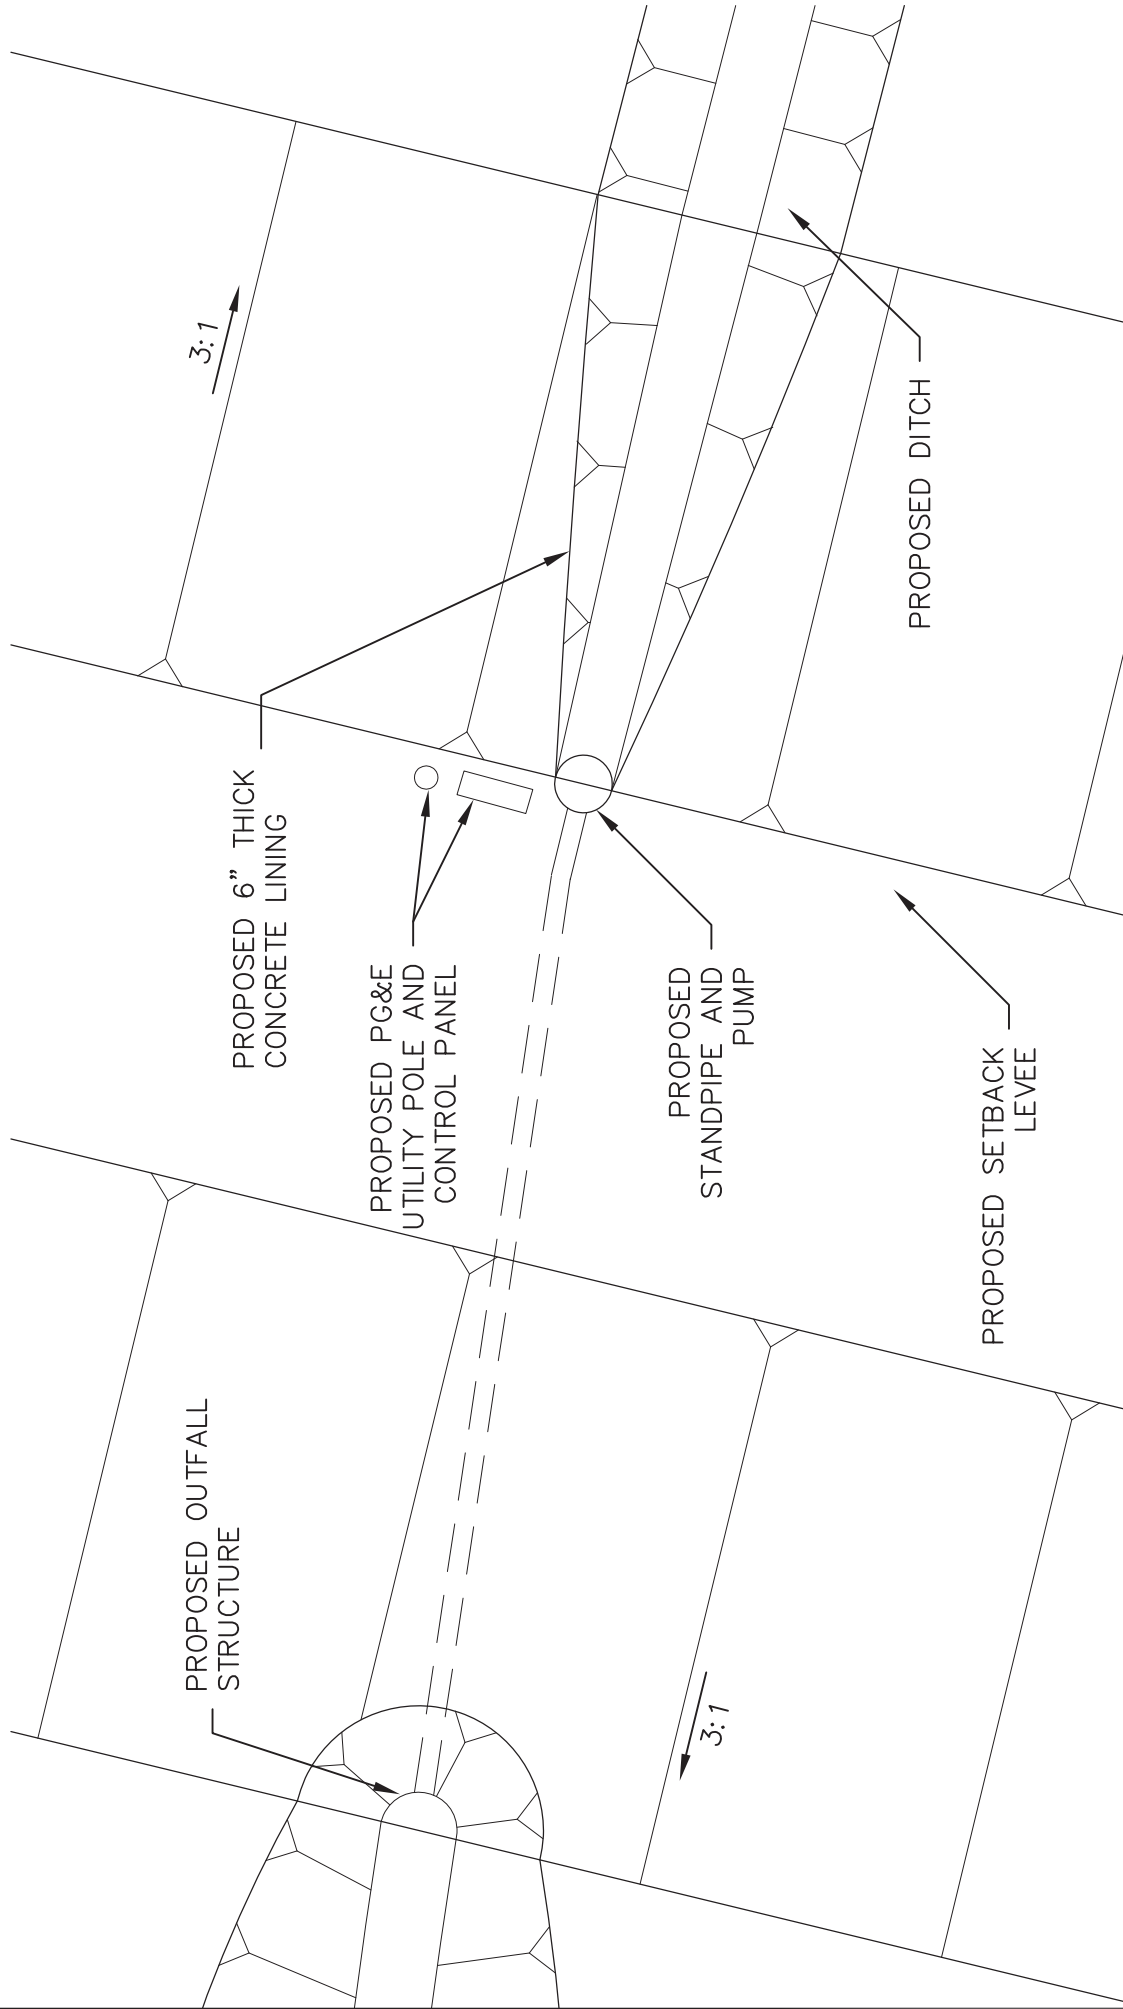 PROPOSED OUTFALL
STRUCTURE
3:1
PROPOSED 6” THICK
CONCRETE LINING
PROPOSED PG&E
UTILITY POLE AND
CONTROL PANEL
PROPOSED
STANDPIPE AND
PUMP
3:1
PROPOSED DITCH
PROPOSED SETBACK
LEVEE